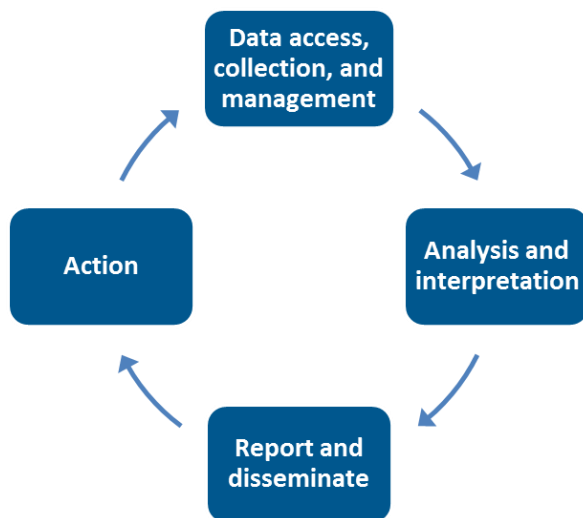 Data access,
collection, and
management
Analysis and
interpretation
Report and
disseminate
Action